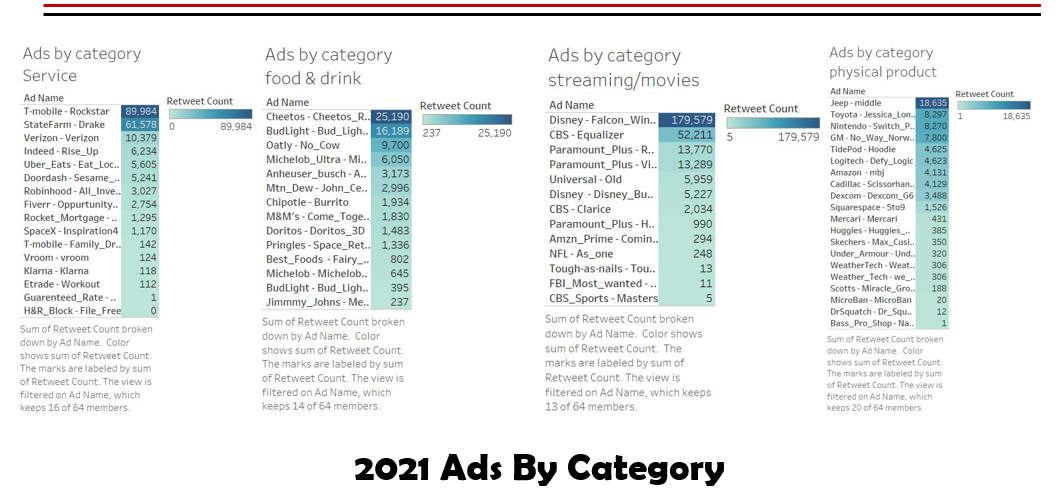 Ads by category
Service
Ad Name
T-mobile - Rockstar 89,984
StateFarm - Drake 61,578
Verizon - Verizon 10,379
Indeed - Rise_Up 6,234
Uber_Eats - Eat_Loc.. 5,605
Doordash - Sesame_.. 5,241
Robinhood - All_Inve.. 3,027
Fiverr - Oppurtunity.. 2,754
Rocket_Mortgage - .. 1,295
SpaceX - Inspiration4 1,170
T-mobile - Family_Dr.. 142
Vroom - vroom 124
Klarna - Klarna 118
Etrade - Workout 112
Guarenteed_Rate - .. 1
H&R_Block - File_Free 0
Retweet Count
0 89,984
Sum of Retweet Count broken
down by Ad Name. Color
shows sum of Retweet Count.
The marks are labeled by sum
of Retweet Count. The view is
filtered on Ad Name, which
keeps 16 of 64 members.
Ads by category
food & drink
Ad Name
Cheetos - Cheetos_R.. 25,190
BudLight - Bud_Ligh.. 16,189
Oatly - No_Cow 9,700
Michelob_Ultra - Mi.. 6,050
Anheuser_busch - A.. 3,173
Mtn_Dew - John_Ce.. 2,996
Chipotle - Burrito 1,934
M&M's - Come_Toge.. 1,830
Doritos - Doritos_3D 1,483
Pringles - Space_Ret.. 1,336
Best_Foods - Fairy_.. 802
Michelob - Michelob.. 645
BudLight - Bud_Ligh.. 395
Jimmmy_Johns - Me.. 237
Retweet Count
237 25,190
Sum of Retweet Count broken
down by Ad Name. Color
shows sum of Retweet Count.
The marks are labeled by sum
of Retweet Count. The view is
filtered on Ad Name, which
keeps 14 of 64 members.
Ads by category
streaming/movies
Ad Name
Disney - Falcon_Win.. 179,579
CBS - Equalizer 52,211
Paramount_Plus - R.. 13,770
Paramount_Plus - Vi.. 13,289
Universal - Old 5,959
Disney - Disney_Bu.. 5,227
CBS - Clarice 2,034
Paramount_Plus - H.. 990
Amzn_Prime - Comin.. 294
NFL - As_one 248
Tough-as-nails - Tou.. 13
FBI_Most_wanted - .. 11
CBS_Sports - Masters 5
Retweet Count
5 179,579
Sum of Retweet Count broken
down by Ad Name. Color shows
sum of Retweet Count. The
marks are labeled by sum of
Retweet Count. The view is
filtered on Ad Name, which keeps
13 of 64 members.
Ads by category
physical product
Ad Name
Jeep - middle 18,635
Toyota - Jessica_Lon.. 8,297
Nintendo - Switch_P.. 8,270
GM - No_Way_Norw.. 7,800
TidePod - Hoodie 4,625
Logitech - Defy_Logic 4,623
Amazon - mbj 4,131
Cadillac - Scissorhan.. 4,129
Dexcom - Dexcom_G6 3,488
Squarespace - 5to9 1,526
Mercari - Mercari 431
Huggies - Huggies_.. 385
Skechers - Max_Cusi.. 350
Under_Armour - Und.. 320
WeatherTech - Weat.. 306
Weather_Tech - we_.. 306
Scotts - Miracle_Gro.. 188
MicroBan - MicroBan 20
DrSquatch - Dr_Squ.. 12
Bass_Pro_Shop - Na.. 1
Retweet Count
1 18,635
Sum of Retweet Count broken
down by Ad Name. Color
shows sum of Retweet Count.
The marks are labeled by sum
of Retweet Count. The view is
filtered on Ad Name, which
keeps 20 of 64 members.
2021 Ads By Category